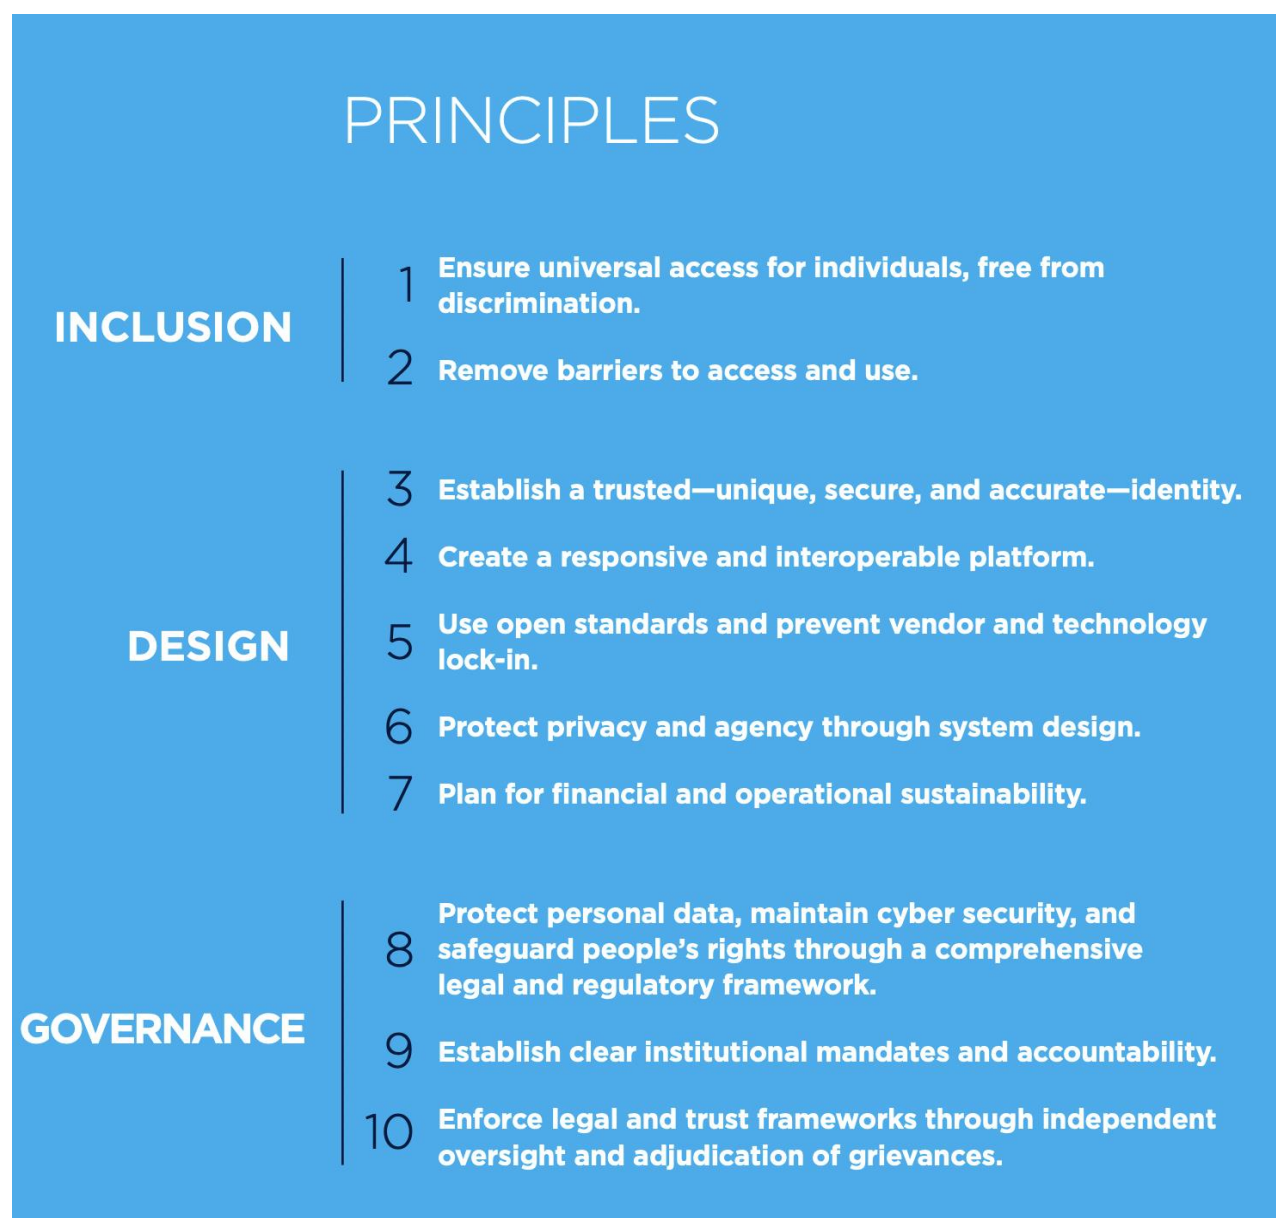 PRINCIPLES
INCLUSION
1 Ensure universal access for individuals, free from
discrimination.
2 Remove barriers to access and use.
DESIGN
3 Establish a trusted—unique, secure, and accurate—identity.
4 Create a responsive and interoperable platform.
5 Use open standards and prevent vendor and technology
lock-in.
6 Protect privacy and agency through system design.
7 Plan for financial and operational sustainability.
GOVERNANCE
8 Protect personal data, maintain cyber security, and
safeguard people’s rights through a comprehensive
legal and regulatory framework.
9 Establish clear institutional mandates and accountability.
10 Enforce legal and trust frameworks through independent
oversight and adjudication of grievances.